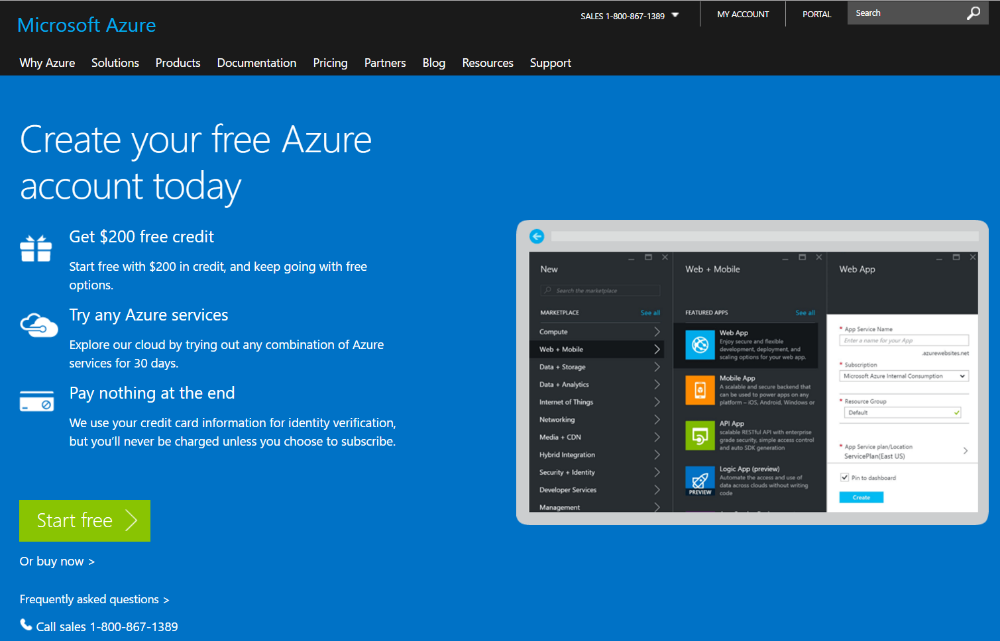 Microsoft Azure
SALES 1-800-867-1389
MY ACCOUNT
PORTAL
Search
Why Azure Solutions Products Documentation Pricing Partners Blog Resources Support
Create your free Azure
account today
Get $200 free credit
Start free with $200 in credit, and keep going with free
options.
Try any Azure services
Explore our cloud by trying out any combination of Azure
services for 30 days.
Pay nothing at the end
We use your credit card information for identity verification,
but you'll never be charged unless you choose to subscribe.
Start free
Or buy now >
Frequently asked questions >
Call sales 1-800-867-1389
New
Search the marketplace
MARKETPLACE See all
Compute
Web + Mobile
Data + Storage
Data + Analytics
Internet of Things
Networking
Media + CDN
Hybrid Integration
Security + Identity
Developer Services
Management
Web + Mobile
FEATURED APPS See all
Web App
Enjoy secure and flexible
development, deployment, and
scaling options for your web app.
Mobile App
A scalable and secure backend that
can be used to power apps on any
platform – iOS, Android, Windows or
API App
scalable RESTful API with enterprise
grade security, simple access control
and auto SDK generation
Logic App (preview)
Automate the access and use of
data across clouds without writing
code
PREVIEW
Web App
* App Service Name
Enter a name for your App
.azurewebsites.net
* Subscription
Microsoft Azure Internal Consumption
* Resource Group
Default
* App Service plan/Location
ServicePlan(East US)
Pin to dashboard
Create